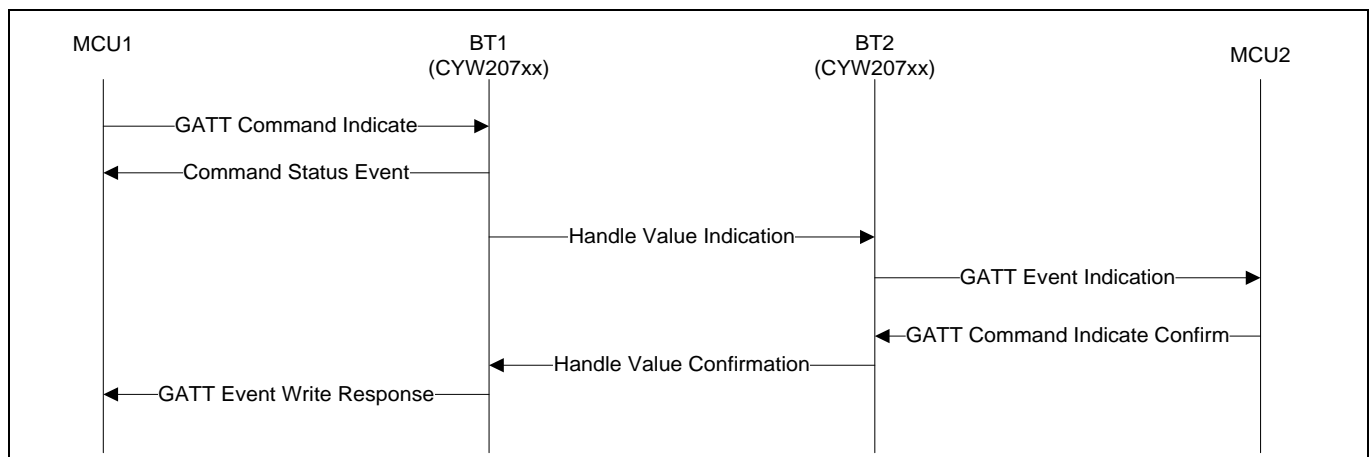 MCU1
BT1
(CYW207xx)
BT2
(CYW207xx)
MCU2
GATT Command Indicate
Command Status Event
Handle Value Indication
GATT Event Indication
GATT Command Indicate Confirm
Handle Value Confirmation
GATT Event Write Response